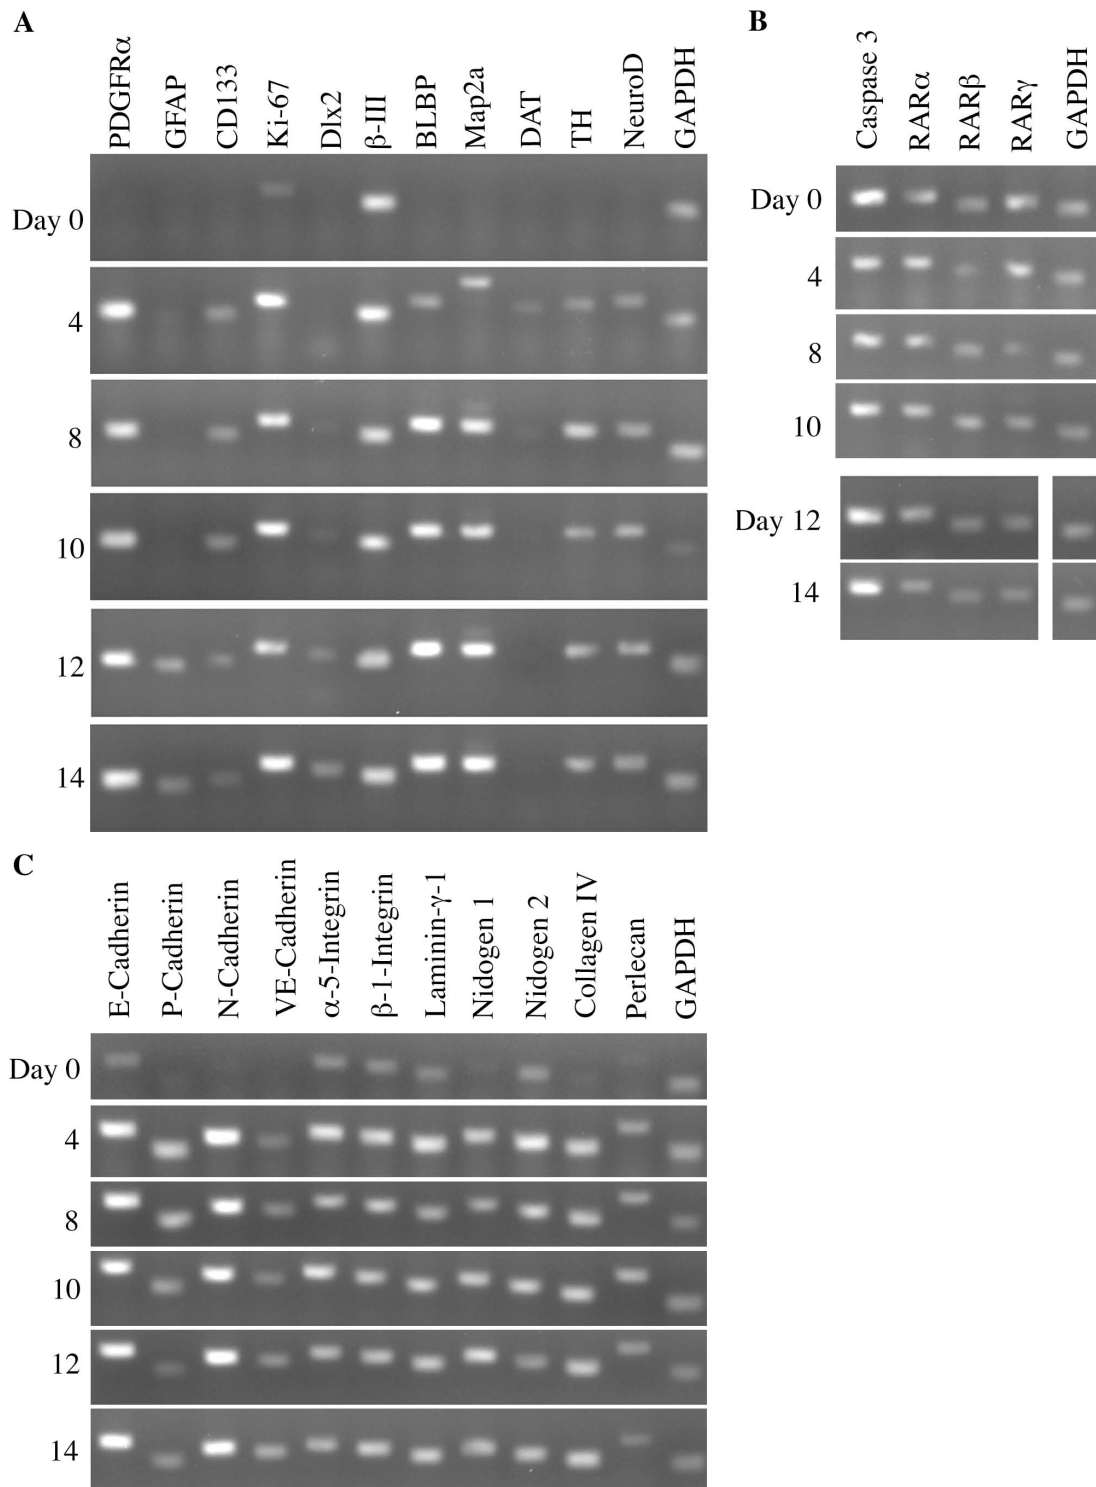 A
PDGFRα GFAP CD133 Ki-67 Dlx2 β-III BLBP Map2a DAT TH NeuroD GAPDH
Day 0
4
8
10
12
14
B
Caspase 3 RARα RARβ RARγ GAPDH
Day 0
4
8
10
Day 12
14
C
E-Cadherin P-Cadherin N-Cadherin VE-Cadherin α-5-Integrin β-1-Integrin Laminin-γ-1 Nidogen 1 Nidogen 2 Collagen IV Perlecan GAPDH
Day 0
4
8
10
12
14